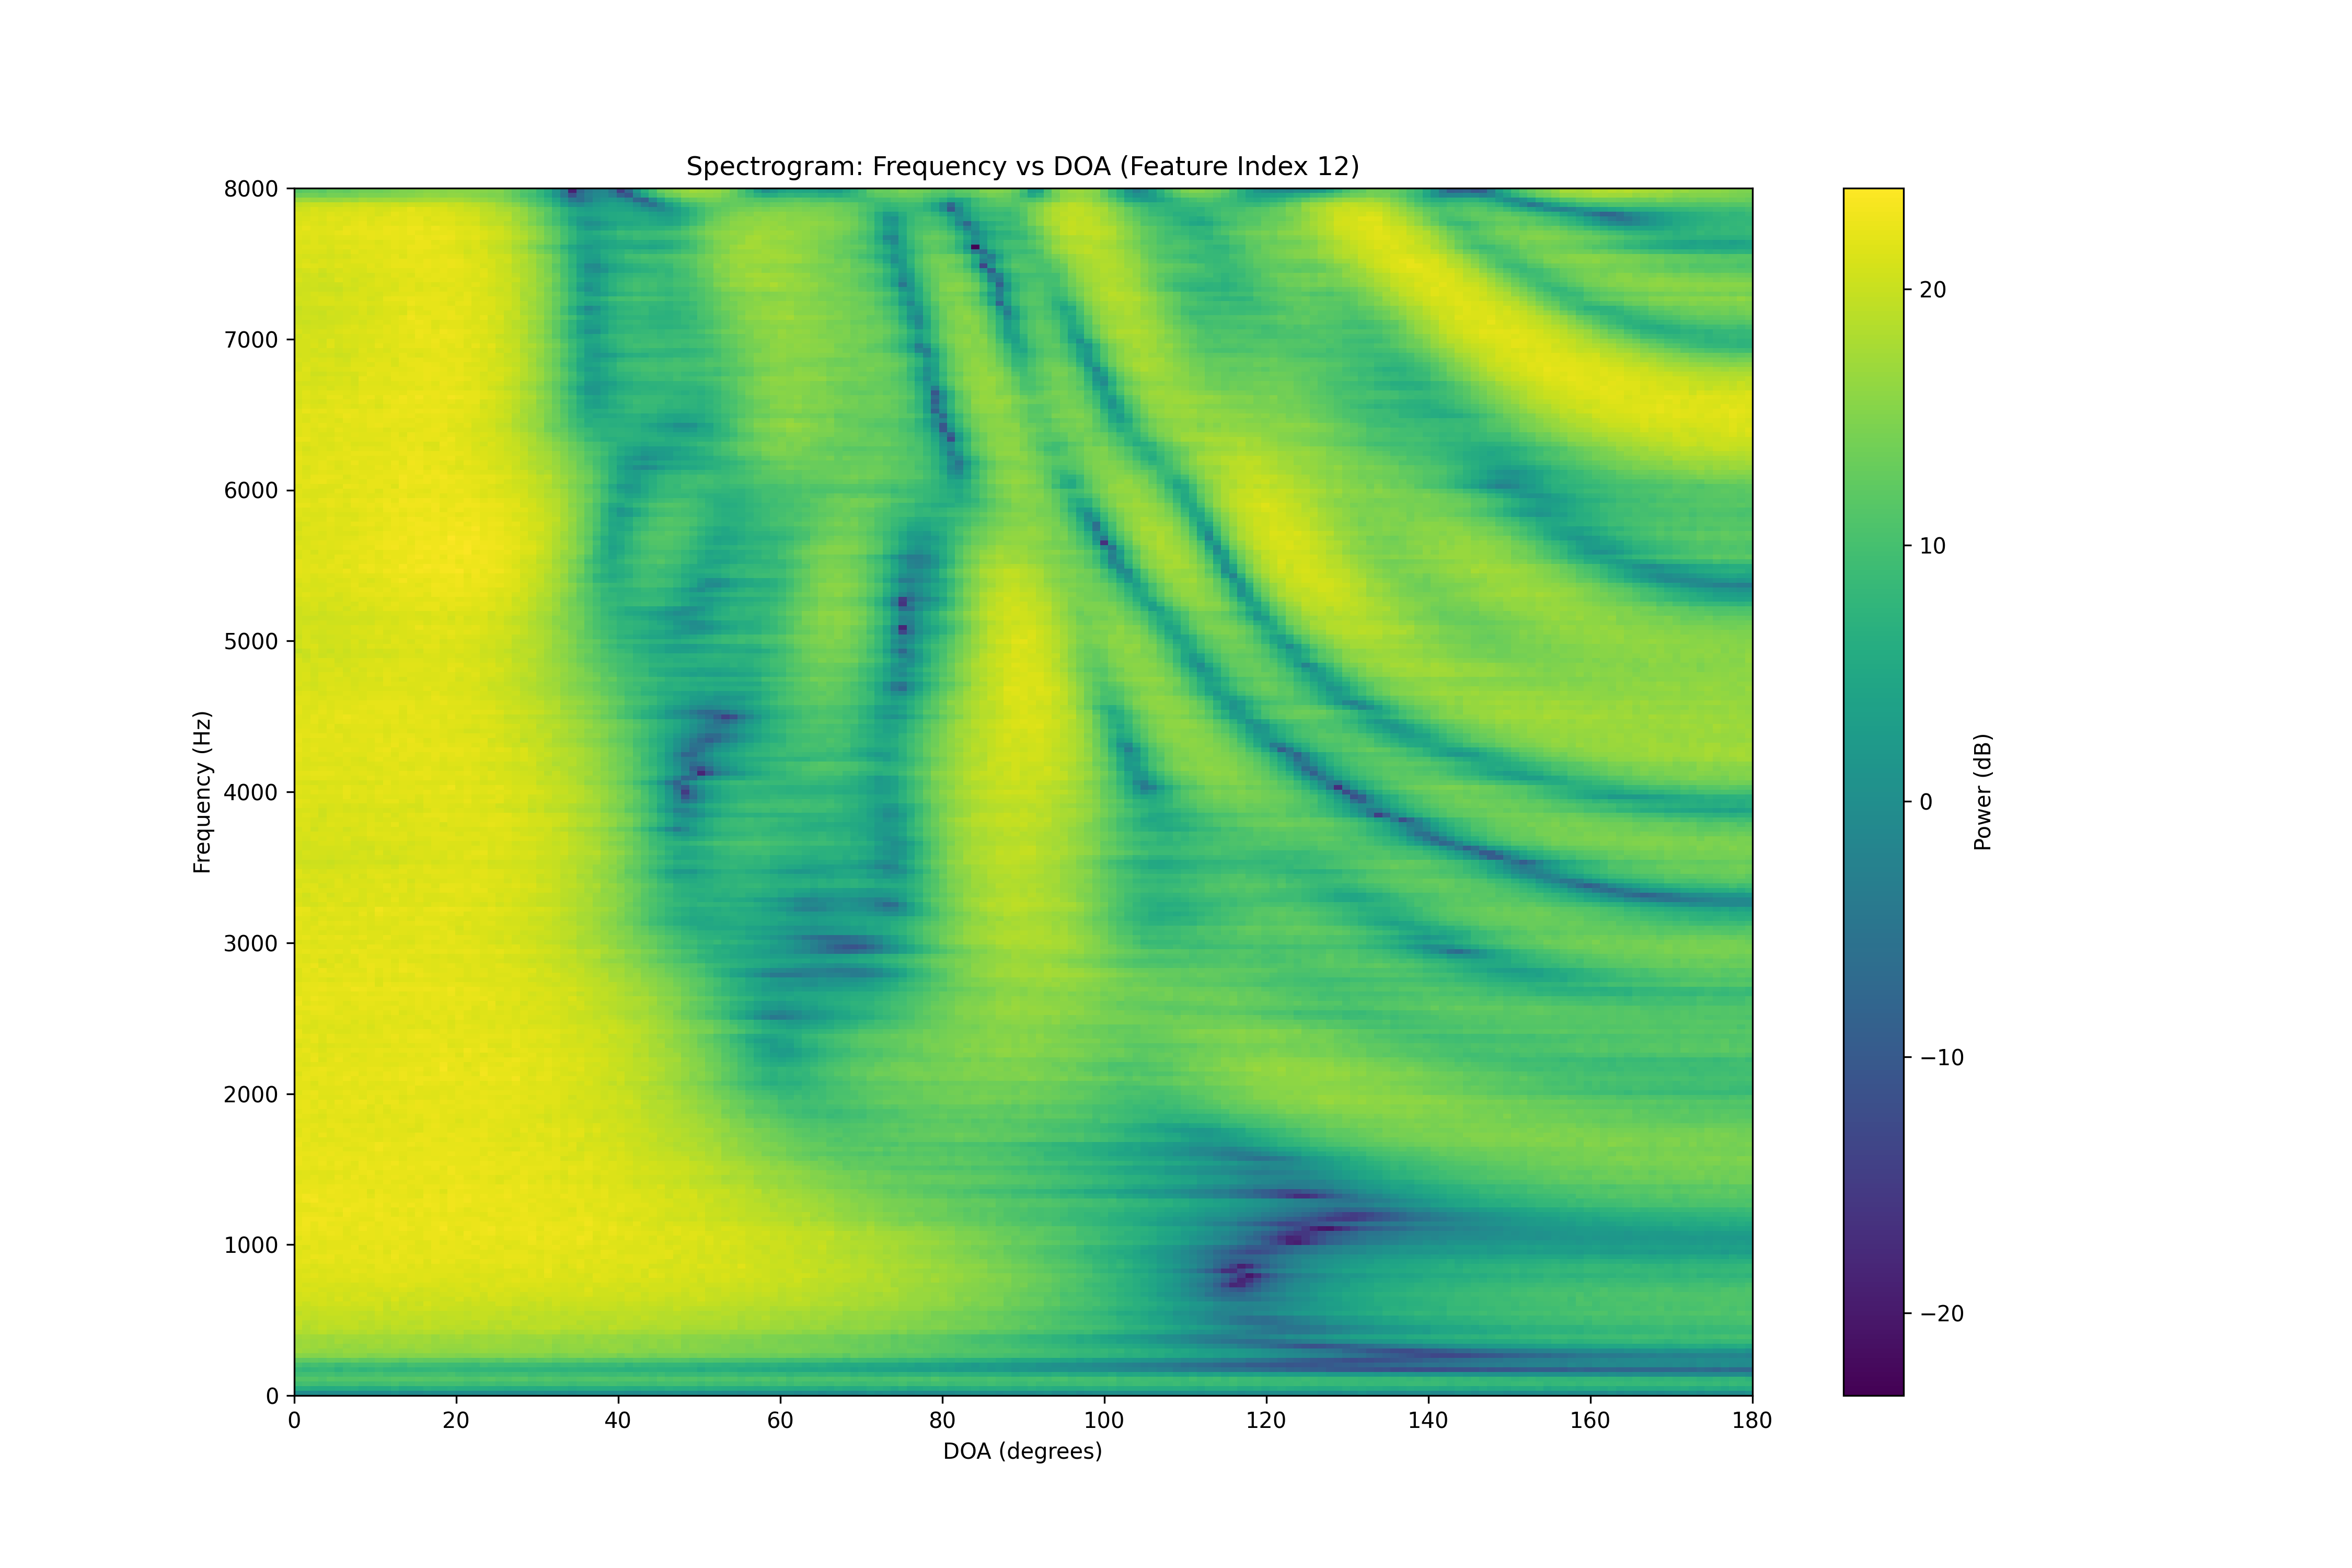 Spectrogram: Frequency vs DOA (Feature Index 12)
8000
7000
6000
5000
4000
3000
2000
1000
0
Frequency (Hz)
0 20 40 60 80 100 120 140 160 180
DOA (degrees)
20
10
0
−10
−20
Power (dB)